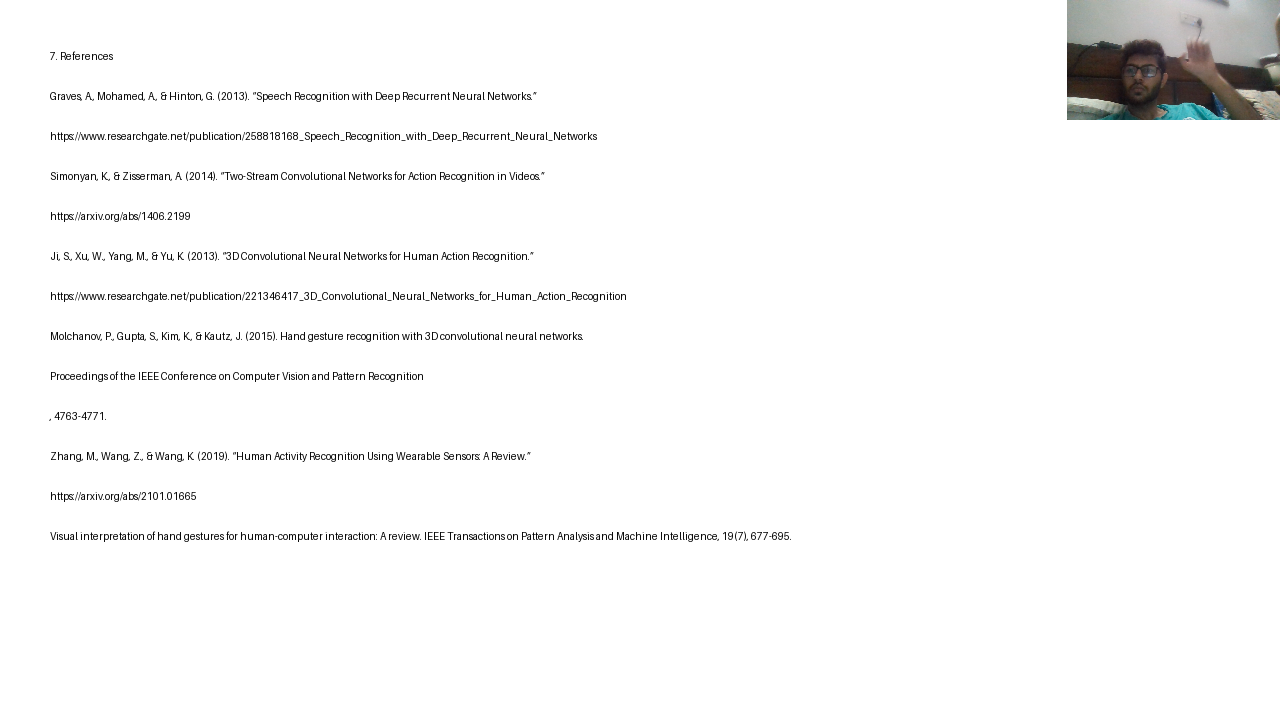 7. References
Graves, A., Mohamed, A., & Hinton, G. (2013). "Speech Recognition with Deep Recurrent Neural Networks."
https://www.researchgate.net/publication/258818168_Speech_Recognition_with_Deep_Recurrent_Neural_Networks
Simonyan, K., & Zisserman, A. (2014). "Two-Stream Convolutional Networks for Action Recognition in Videos."
https://arxiv.org/abs/1406.2199
Ji, S., Xu, W., Yang, M., & Yu, K. (2013). "3D Convolutional Neural Networks for Human Action Recognition."
https://www.researchgate.net/publication/221346417_3D_Convolutional_Neural_Networks_for_Human_Action_Recognition
Molchanov, P., Gupta, S., Kim, K., & Kautz, J. (2015). Hand gesture recognition with 3D convolutional neural networks.
Proceedings of the IEEE Conference on Computer Vision and Pattern Recognition
, 4763-4771.
Zhang, M., Wang, Z., & Wang, K. (2019). "Human Activity Recognition Using Wearable Sensors: A Review."
https://arxiv.org/abs/2101.01665
Visual interpretation of hand gestures for human-computer interaction: A review. IEEE Transactions on Pattern Analysis and Machine Intelligence, 19(7), 677-695.